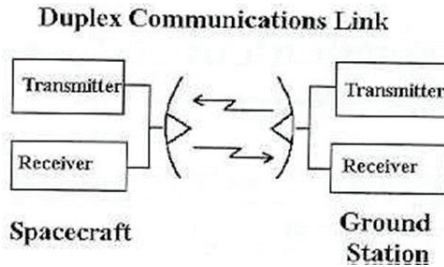 Duplex Communications Link
Transmitter
Receiver
Spacecraft
Transmitter
Receiver
Ground
Station